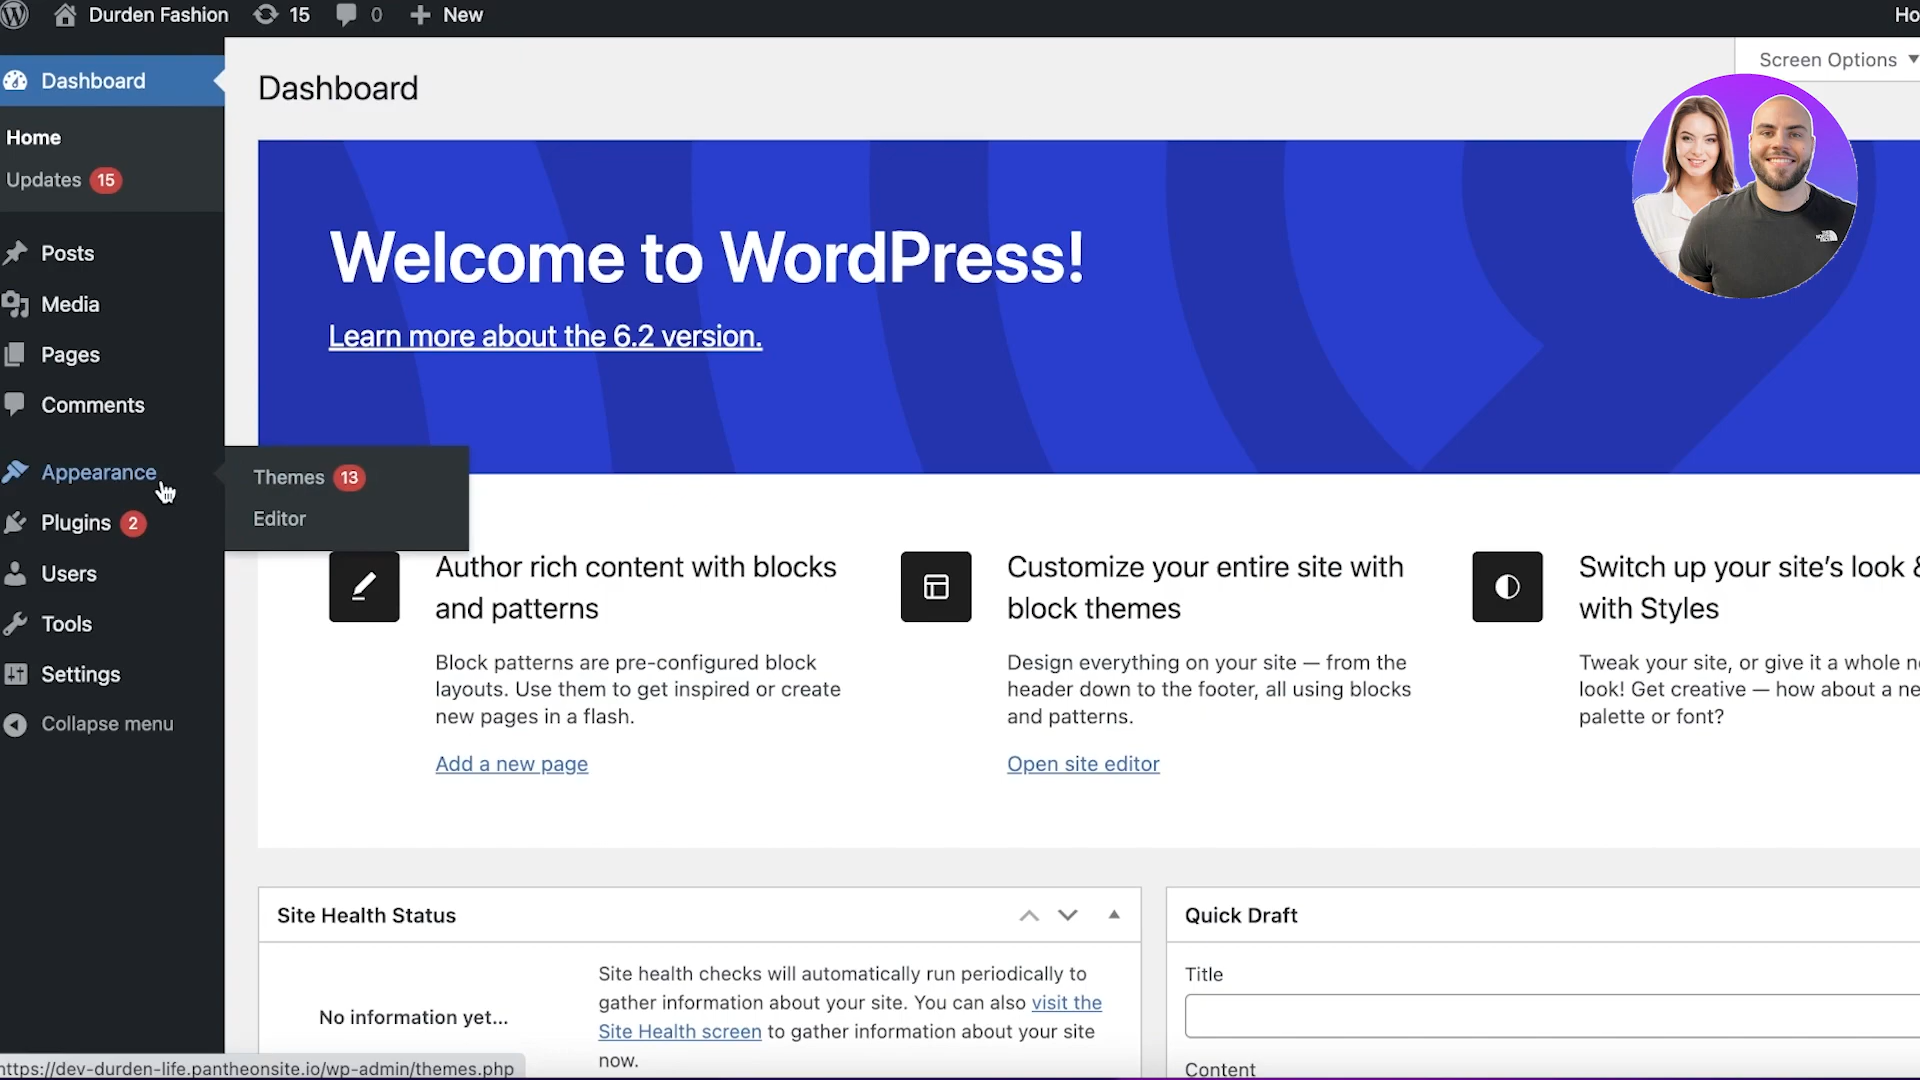 Durden Fashion 15 0 New Ho
Dashboard
Home
Updates 15
Posts
Media
Pages
Comments
Appearance
Plugins 2
Users
Tools
Settings
Collapse menu
Themes 13
Editor
Screen Options
Dashboard
Welcome to WordPress!
Learn more about the 6.2 version.
Author rich content with blocks
and patterns
Block patterns are pre-configured block
layouts. Use them to get inspired or create
new pages in a flash.
Add a new page
Customize your entire site with
block themes
Design everything on your site — from the
header down to the footer, all using blocks
and patterns.
Open site editor
Switch up your site's look &
with Styles
Tweak your site, or give it a whole n
look! Get creative — how about a ne
palette or font?
Site Health Status
No information yet...
Site health checks will automatically run periodically to
gather information about your site. You can also visit the
Site Health screen to gather information about your site
now.
Quick Draft
Title
Content
https://dev-durden-life.pantheonsite.io/wp-admin/themes.php